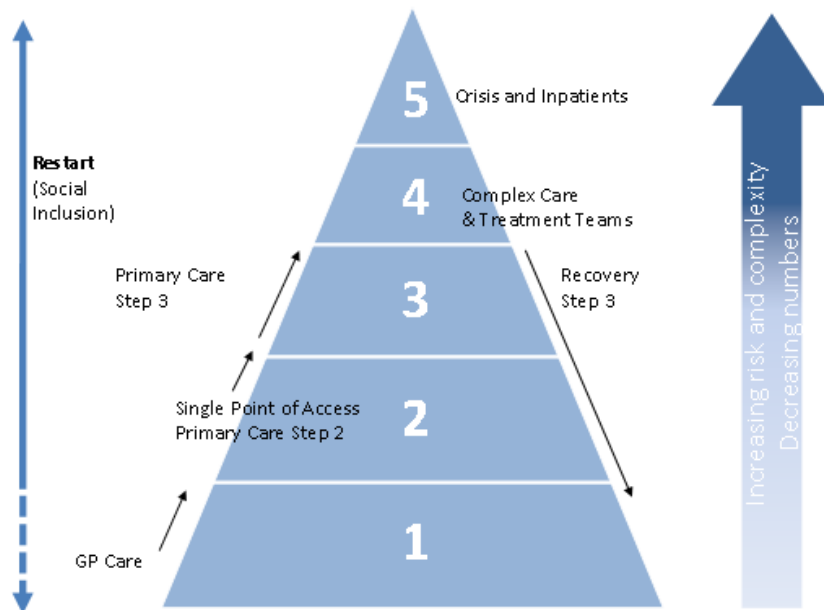 5
Crisis and Inpatients
Restart
(Social
Inclusion)
4
Complex Care
& Treatment Teams
Primary Care
Step 3
3
Recovery
Step 3
Single Point of Access
Primary Care Step 2
2
GP Care
1
Increasing risk and complexity
Decreasing numbers